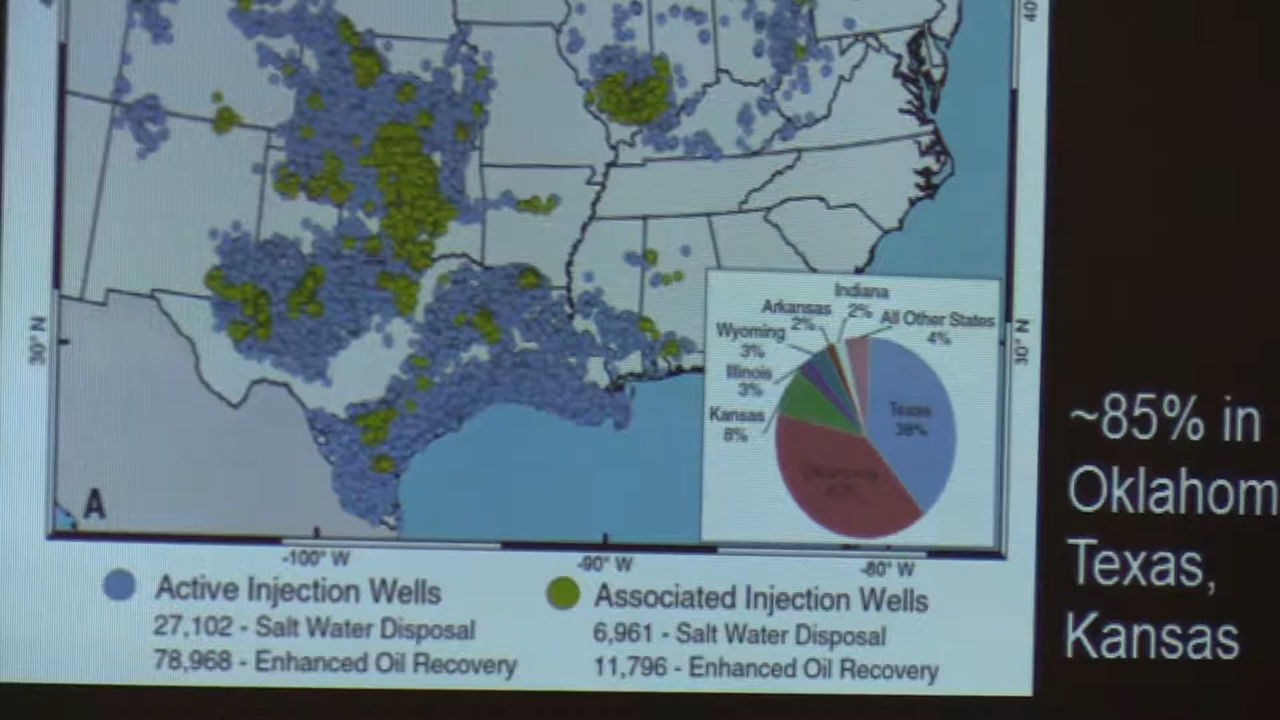 40
30° N
30° N
Indiana
2%
Arkansas
2%
All Other States
4%
Wyoming
3%
Illinois
3%
Kansas
8%
Texas
38%
A
-100° W
-90° W
-80° W
Active Injection Wells
27,102 - Salt Water Disposal
78,968 - Enhanced Oil Recovery
Associated Injection Wells
6,961 - Salt Water Disposal
11,796 - Enhanced Oil Recovery
~85% in
Oklahom
Texas,
Kansas